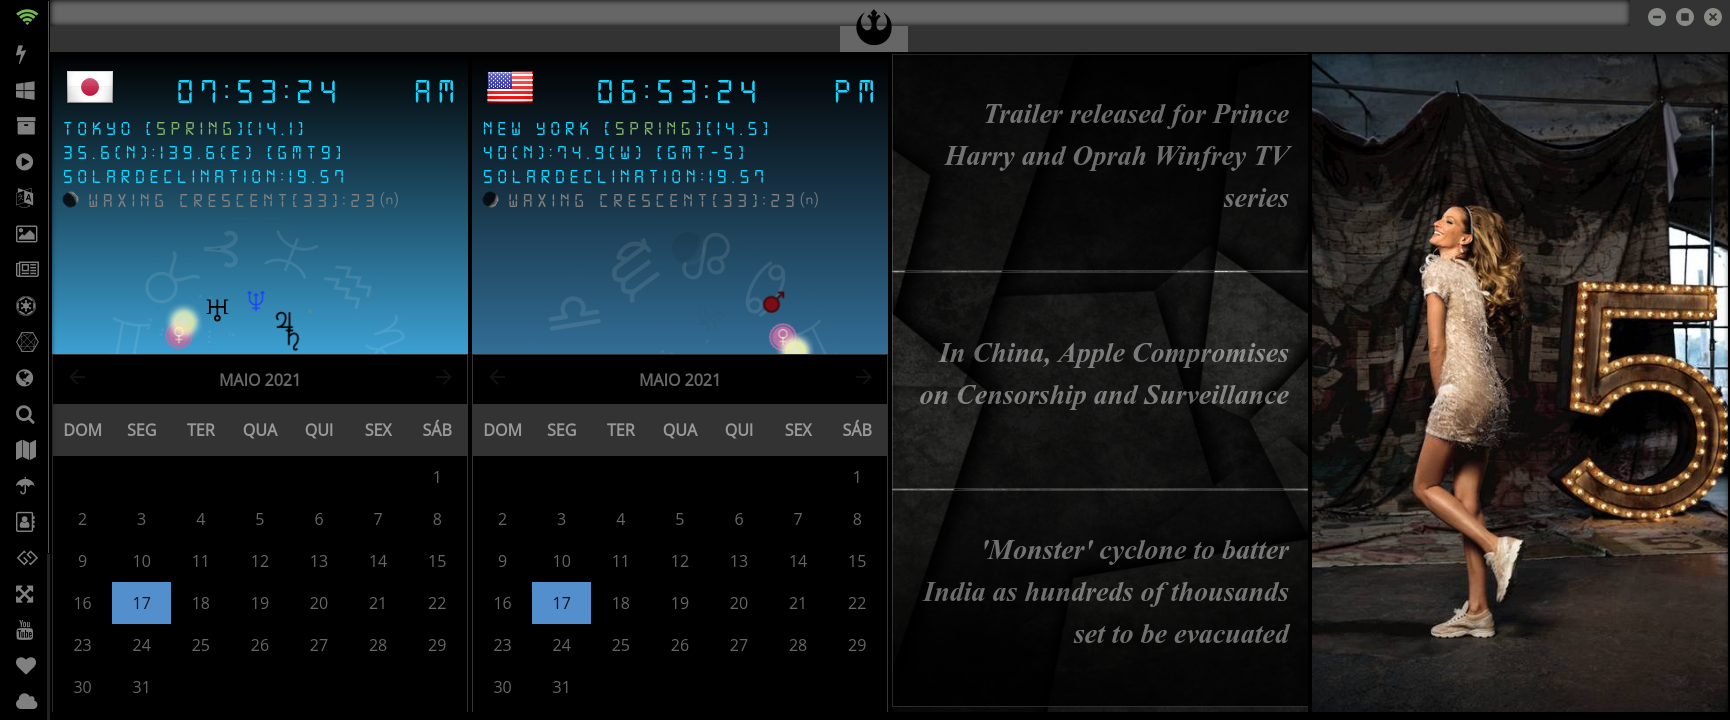 07:53:24 AM
TOKYO [SPRING][14.1]
35.6(N):139.6(E) [GMT9]
SOLARDECLINATION:19.57
WAXING CRESCENT[33]:23(n)
MAIO 2021
DOM SEG TER QUA QUI SEX SÁB
1
2 3 4 5 6 7 8
9 10 11 12 13 14 15
16 17 18 19 20 21 22
23 24 25 26 27 28 29
30 31
06:53:24 PM
NEW YORK [SPRING][14.5]
40(N):74.9(W) [GMT-5]
SOLARDECLINATION:19.57
WAXING CRESCENT[33]:23(n)
MAIO 2021
DOM SEG TER QUA QUI SEX SÁB
1
2 3 4 5 6 7 8
9 10 11 12 13 14 15
16 17 18 19 20 21 22
23 24 25 26 27 28 29
30 31
Trailer released for Prince
Harry and Oprah Winfrey TV
series
In China, Apple Compromises
on Censorship and Surveillance
'Monster' cyclone to batter
India as hundreds of thousands
set to be evacuated
5
You
Tube